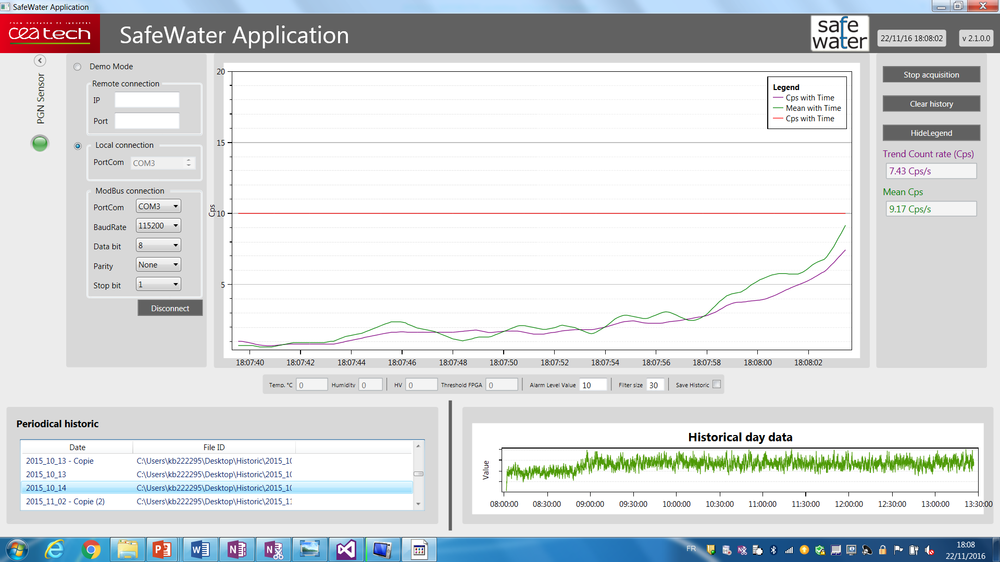 SafeWater Application
FROM RESEARCH TO INDUSTRY
cea tech
SafeWater Application
safe
water
22/11/16 18:08:02
v 2.1.0.0
PGN Sensor
Demo Mode
Remote connection
IP
Port
Local connection
PortCom COM3
ModBus connection
PortCom COM3
BaudRate 115200
Data bit 8
Parity None
Stop bit 1
Disconnect
Cps
20
15
10
5
18:07:40 18:07:42 18:07:44 18:07:46 18:07:48 18:07:50 18:07:52 18:07:54 18:07:56 18:07:58 18:08:00 18:08:02
Legend
Cps with Time
Mean with Time
Cps with Time
Stop acquisition
Clear history
HideLegend
Trend Count rate (Cps)
7.43 Cps/s
Mean Cps
9.17 Cps/s
Temp. °C 0 Humidity 0 HV 0 Threshold FPGA 0 Alarm Level Value 10 Filter size 30 Save Historic
Periodical historic
Date File ID
2015_10_13 - Copie C:\Users\kb222295\Desktop\Historic\2015_10
2015_10_13 C:\Users\kb222295\Desktop\Historic\2015_10
2015_10_14 C:\Users\kb222295\Desktop\Historic\2015_10
2015_11_02 - Copie (2) C:\Users\kb222295\Desktop\Historic\2015_11
Historical day data
Value
08:00:00 08:30:00 09:00:00 09:30:00 10:00:00 10:30:00 11:00:00 11:30:00 12:00:00 12:30:00 13:00:00 13:30:00
FR
18:08
22/11/2016